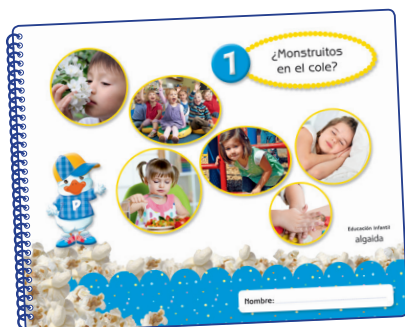 1
¿Monstruitos
en el cole?
P
Educación Infantil
algaida
Nombre: